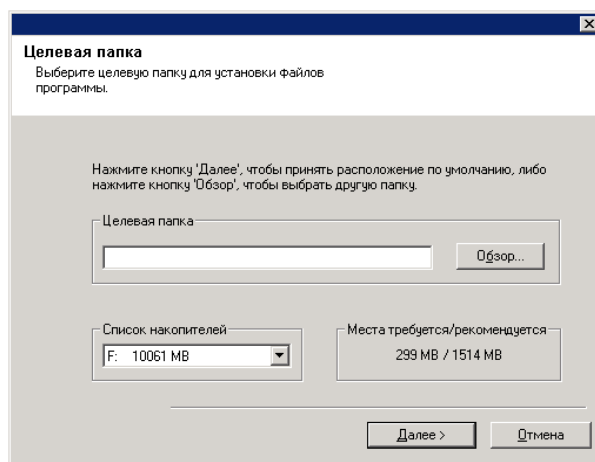 Целевая папка
Выберите целевую папку для установки файлов
программы.
Нажмите кнопку 'Далее', чтобы принять расположение по умолчанию, либо
нажмите кнопку 'Обзор', чтобы выбрать другую папку.
Целевая папка
Обзор...
Список накопителей
F: 10061 MB
Места требуется/рекомендуется
299 MB / 1514 MB
Далее >
Отмена